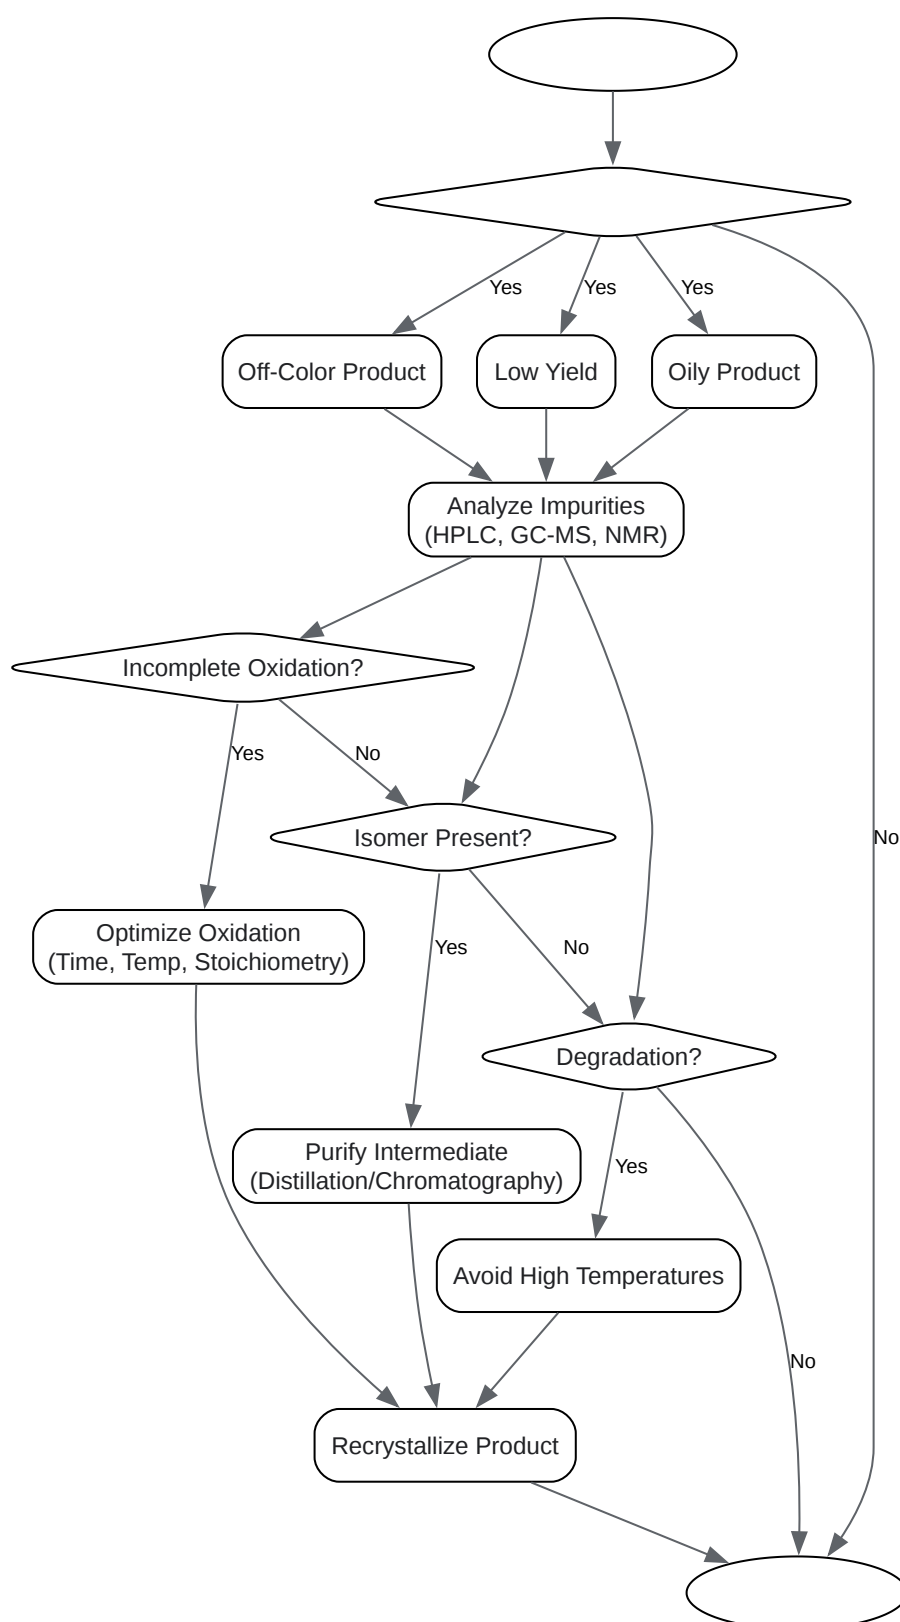 Yes
Yes
Yes
Off-Color Product
Low Yield
Oily Product
Analyze Impurities
(HPLC, GC-MS, NMR)
Incomplete Oxidation?
Yes
No
Isomer Present?
No
Optimize Oxidation
(Time, Temp, Stoichiometry)
Yes
No
Degradation?
Purify Intermediate
(Distillation/Chromatography)
Yes
Avoid High Temperatures
No
Recrystallize Product